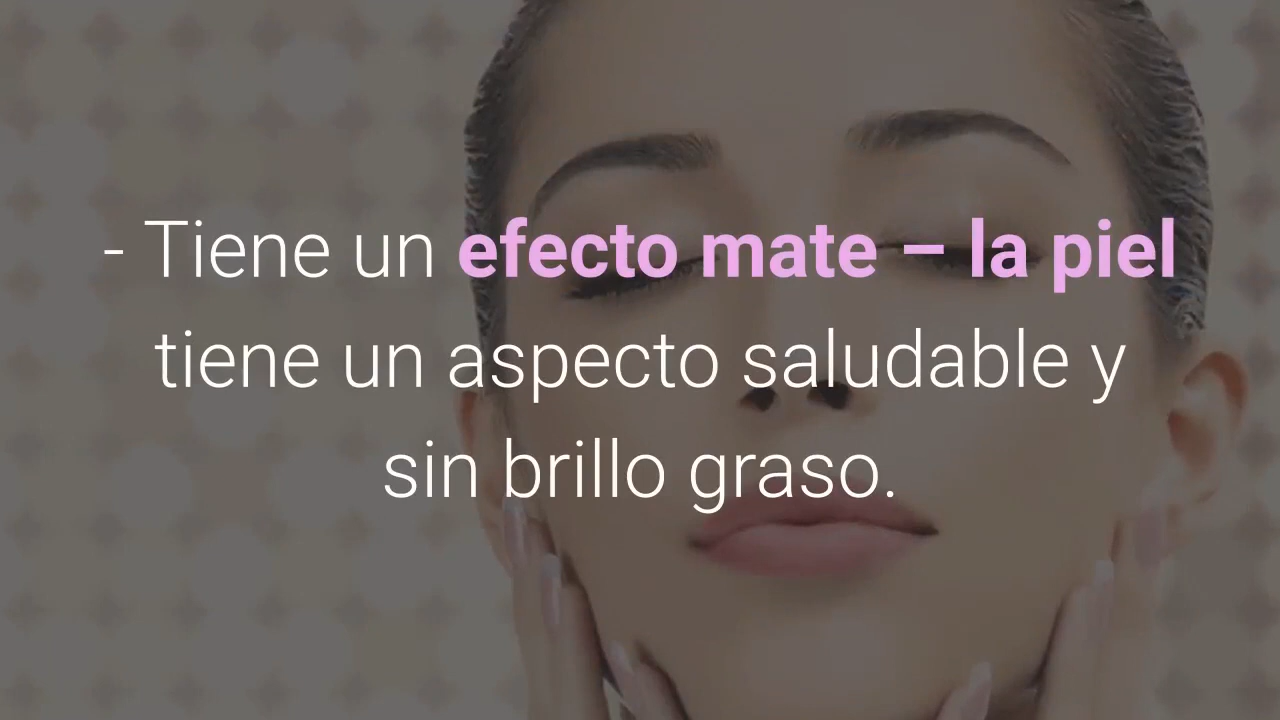 - Tiene un efecto mate – la piel
tiene un aspecto saludable y
sin brillo graso.